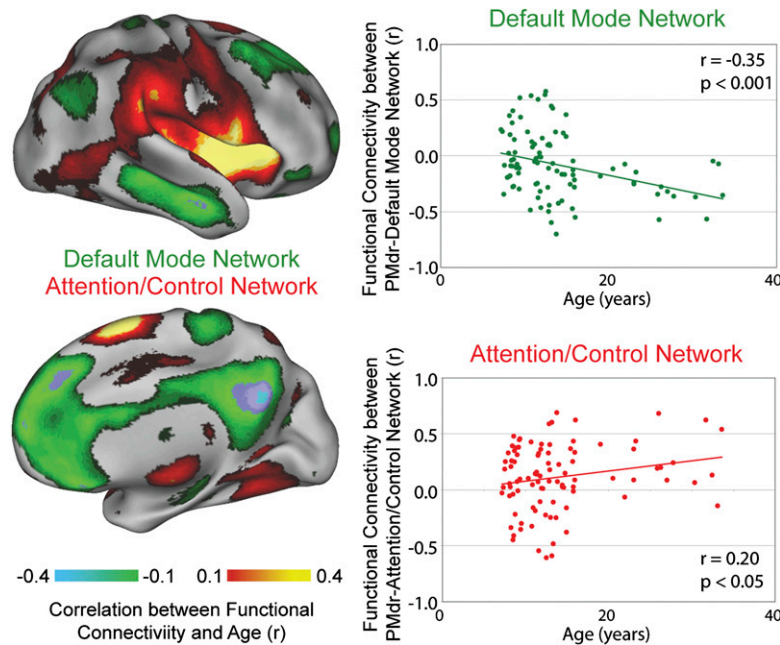 Default Mode Network
Attention/Control Network
-0.4
-0.1
0.1
0.4
Correlation between Functional
Connectiviity and Age (r)
Default Mode Network
Functional Connectivity between
PMdr-Default Mode Network (r)
1.0
0.5
0.0
-0.5
-1.0
r = -0.35
p < 0.001
0
20
40
Age (years)
Attention/Control Network
Functional Connectivity between
PMdr-Attention/Control Network (r)
1.0
0.5
0.0
-0.5
-1.0
r = 0.20
p < 0.05
0
20
40
Age (years)